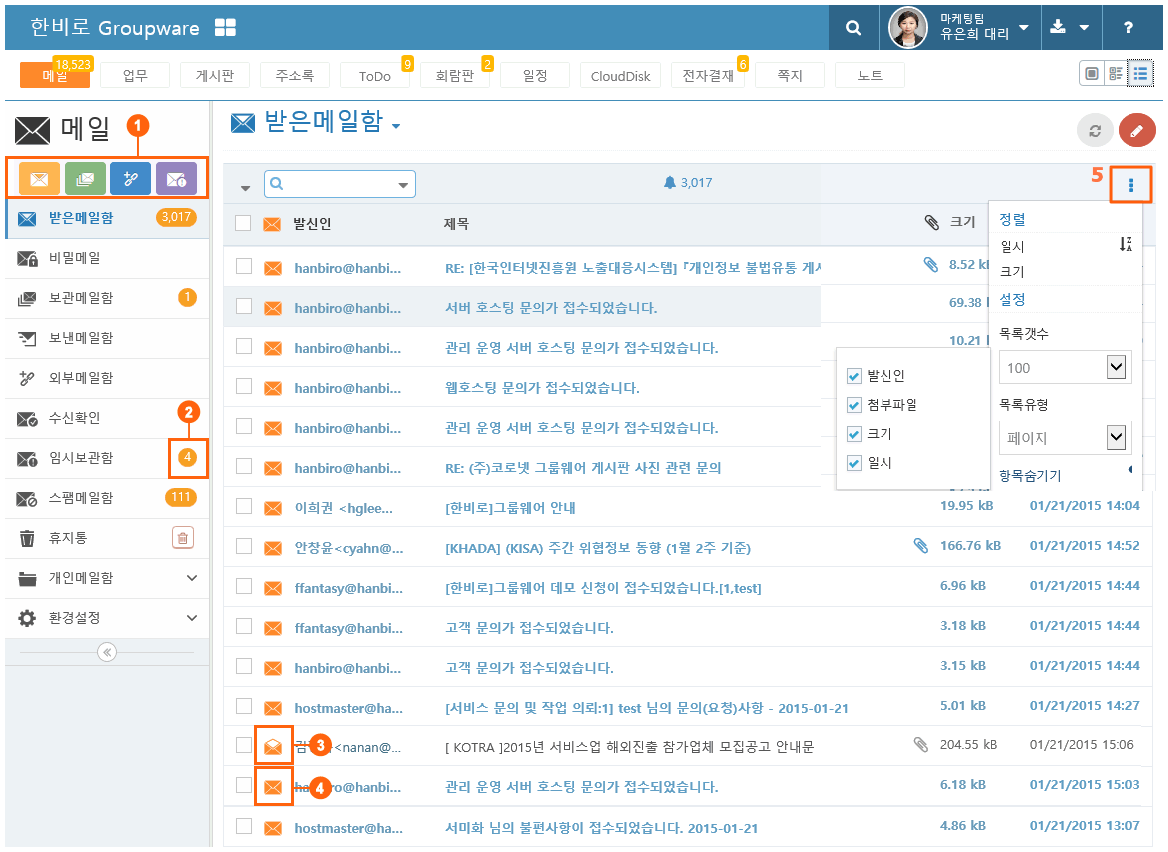 한비로 Groupware
마케팅팀
유은희 대리
?
메일 18,523
업무
게시판
주소록
ToDo 9
회람판 2
일정
CloudDisk
전자결재 6
쪽지
노트
메일
1
받은메일함 3,017
비밀메일
보관메일함 1
보낸메일함
외부메일함
수신확인
2
임시보관함 4
스팸메일함 111
휴지통
개인메일함
환경설정
받은메일함
3,017
5
발신인 제목 크기
hanbiro@hanbi... RE: [한국인터넷진흥원 노출대응시스템] 『개인정보 불법유통 게시 8.52 k
hanbiro@hanbi... 서버 호스팅 문의가 접수되었습니다. 69.38
hanbiro@hanbi... 관리 운영 서버 호스팅 문의가 접수되었습니다. 10.21
hanbiro@hanbi... 웹호스팅 문의가 접수되었습니다.
hanbiro@hanbi... 관리 운영 서버 호스팅 문의가 접수되었습니다.
hanbiro@hanbi... RE: (주)코로넷 그룹웨어 게시판 사진 관련 문의
이희권 <hglee... [한비로]그룹웨어 안내 19.95 kB 01/21/2015 14:04
안창윤<cyahn@... [KHADA] (KISA) 주간 위협정보 동향 (1월 2주 기준) 166.76 kB 01/21/2015 14:52
ffantasy@hanbi... [한비로]그룹웨어 데모 신청이 접수되었습니다.[1,test] 6.96 kB 01/21/2015 14:44
ffantasy@hanbi... 고객 문의가 접수되었습니다. 3.18 kB 01/21/2015 14:44
hanbiro@hanbi... 고객 문의가 접수되었습니다. 3.15 kB 01/21/2015 14:44
hostmaster@ha... [서비스 문의 및 작업 의뢰:1] test 님의 문의(요청)사항 - 2015-01-21 5.01 kB 01/21/2015 14:27
3 <nanan@... [ KOTRA ]2015년 서비스업 해외진출 참가업체 모집공고 안내문 204.55 kB 01/21/2015 15:06
4 ro@hanbi... 관리 운영 서버 호스팅 문의가 접수되었습니다. 6.18 kB 01/21/2015 15:03
hostmaster@ha... 서미화 님의 불편사항이 접수되었습니다. 2015-01-21 4.86 kB 01/21/2015 13:07
정렬
일시
크기
설정
목록갯수
100
목록유형
페이지
항목숨기기
발신인
첨부파일
크기
일시